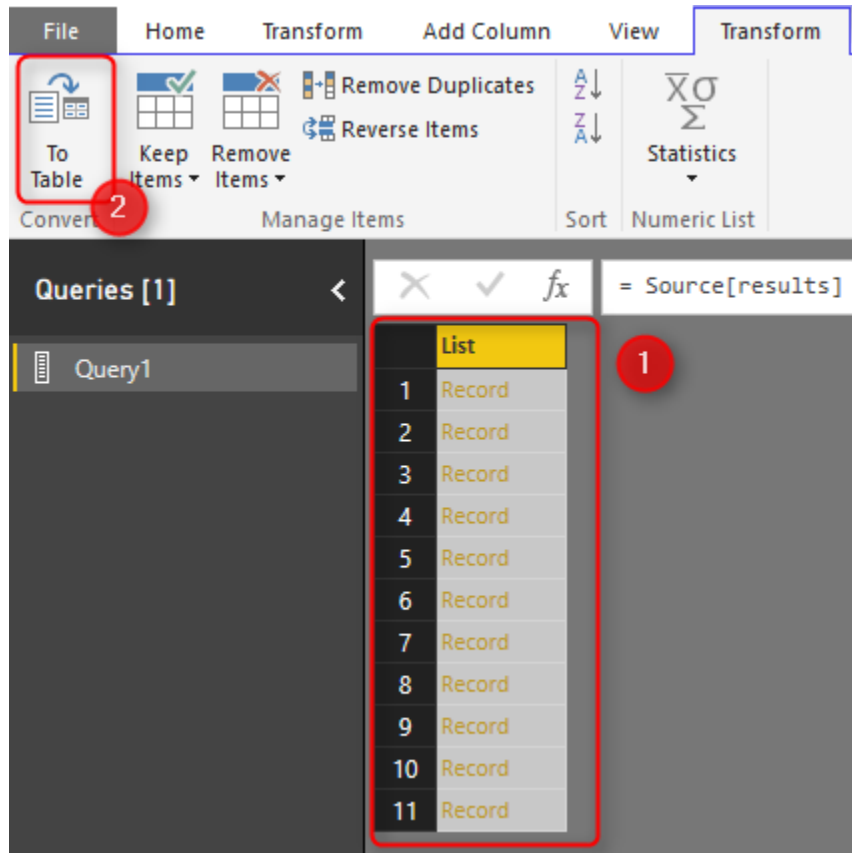 File Home Transform Add Column View Transform
Remove Duplicates
Reverse Items
A
Z
Z
A
X̅σ
Σ
To
Table
Keep
Items
Remove
Items
Statistics
2
Convert Manage Items Sort Numeric List
Queries [1] < fx = Source[results]
Query1
List
1
1 Record
2 Record
3 Record
4 Record
5 Record
6 Record
7 Record
8 Record
9 Record
10 Record
11 Record